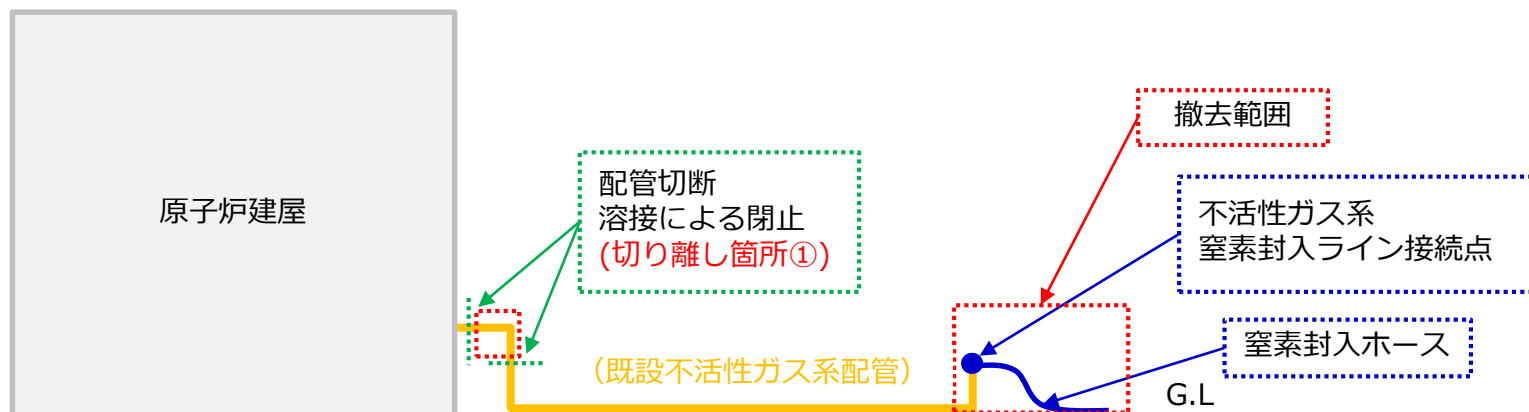 撤去範囲
配管切断
溶接による閉止
(切り離し箇所①)
原子炉建屋
不活性ガス系
窒素封入ライン接続点
窒素封入ホース
（既設不活性ガス系配管）
G.L